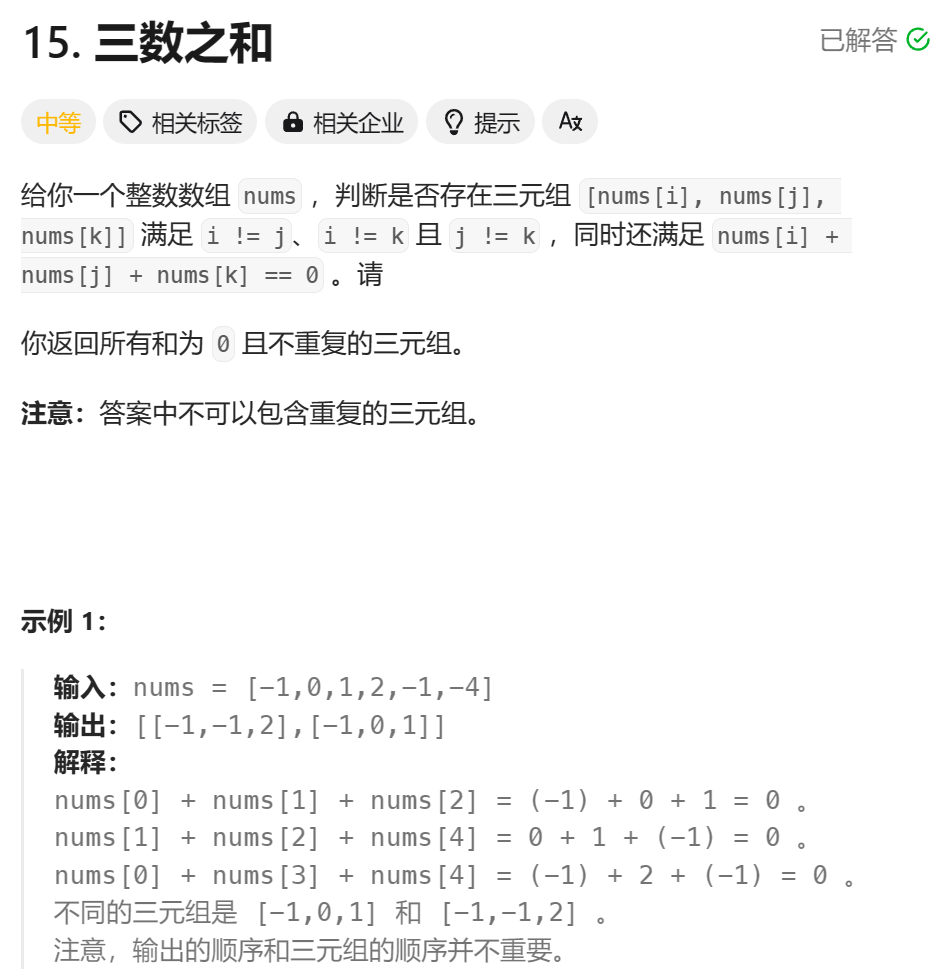 15. 三数之和
已解答
中等 相关标签 相关企业 提示 A文
给你一个整数数组 nums ，判断是否存在三元组 [nums[i], nums[j],
nums[k]] 满足 i != j、i != k 且 j != k ，同时还满足 nums[i] +
nums[j] + nums[k] == 0 。请
你返回所有和为 0 且不重复的三元组。
注意：答案中不可以包含重复的三元组。
示例 1：
输入：nums = [-1,0,1,2,-1,-4]
输出：[[-1,-1,2],[-1,0,1]]
解释：
nums[0] + nums[1] + nums[2] = (-1) + 0 + 1 = 0 。
nums[1] + nums[2] + nums[4] = 0 + 1 + (-1) = 0 。
nums[0] + nums[3] + nums[4] = (-1) + 2 + (-1) = 0 。
不同的三元组是 [-1,0,1] 和 [-1,-1,2] 。
注意，输出的顺序和三元组的顺序并不重要。